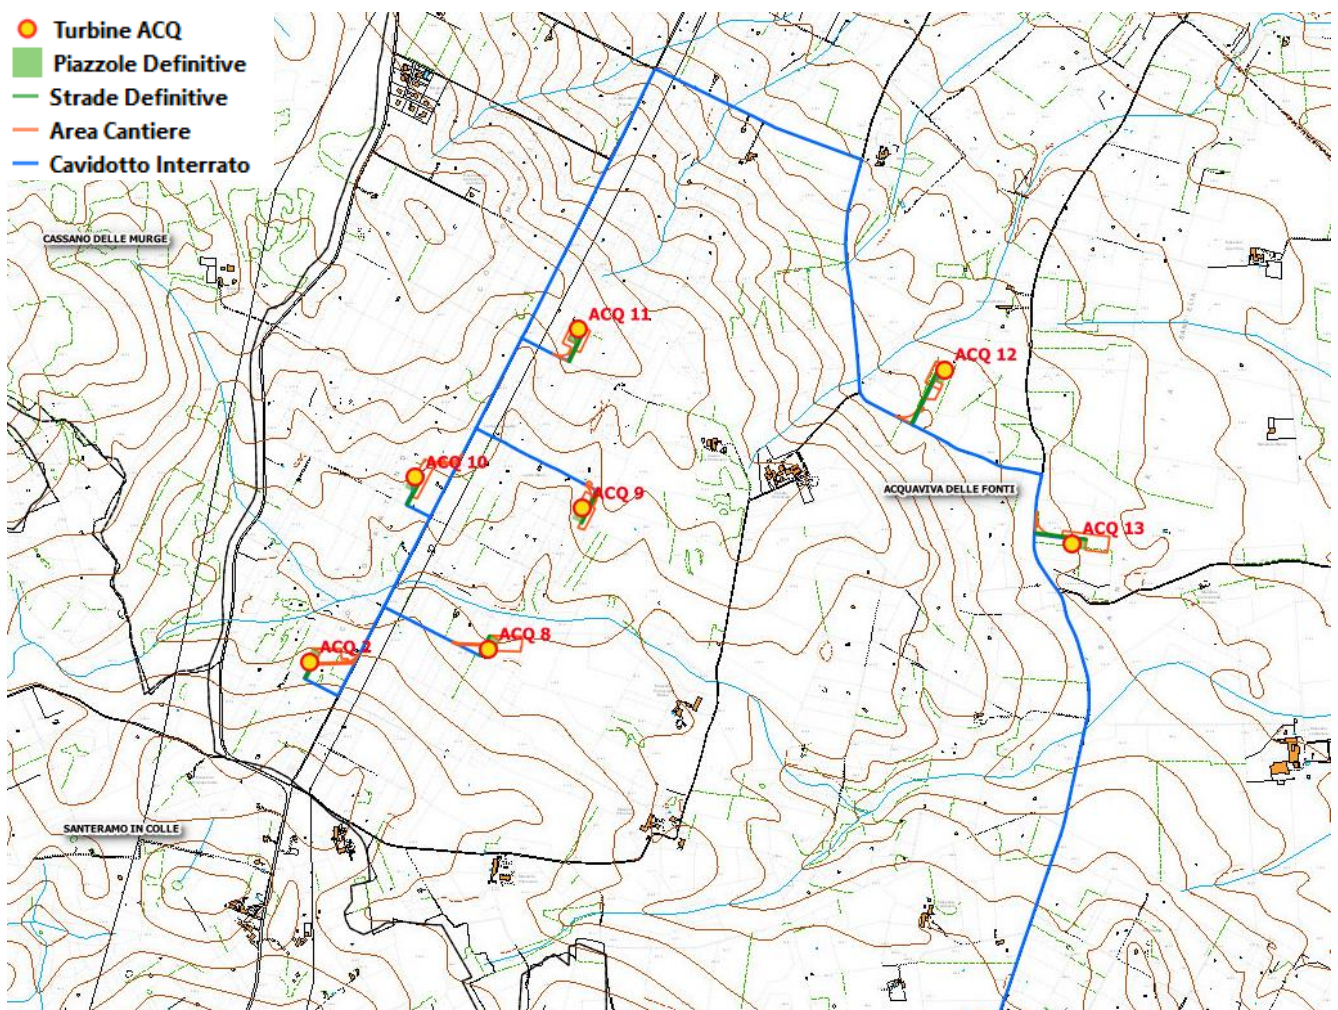 Turbine ACQ
Piazzole Definitive
Strade Definitive
Area Cantiere
Cavidotto Interrato
CASSANO DELLE MURGE
ACQ 11
ACQ 12
ACQ 10
ACQ 9
ACQUAVIVA DELLE FONTI
ACQ 13
ACQ 8
ACQ 2
SANTERAMO IN COLLE